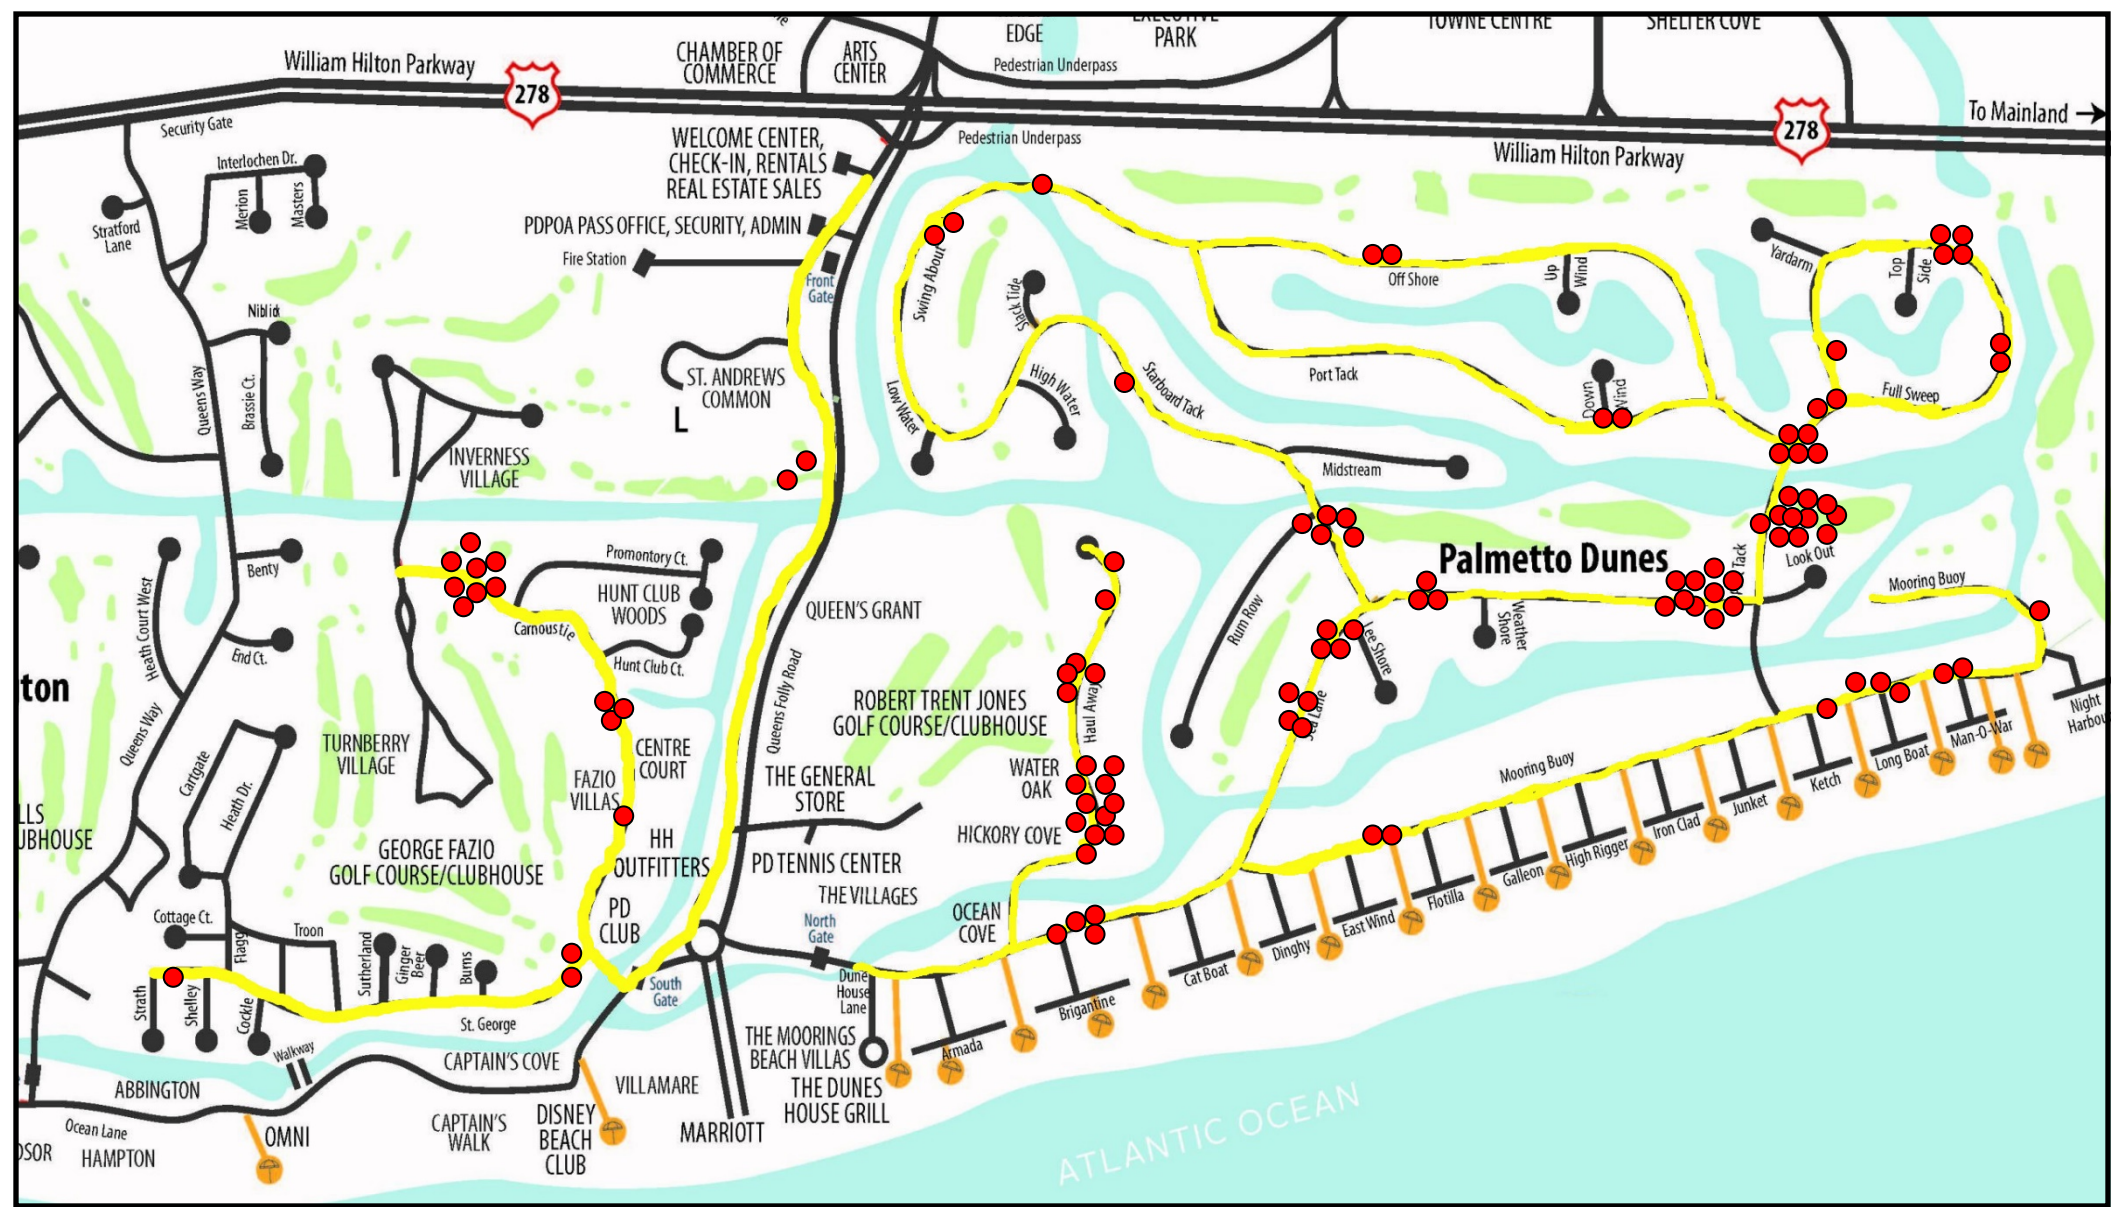 EDGE
EXECUTIVE
PARK
TOWNE CENTRE
SHELTER COVE
William Hilton Parkway
278
CHAMBER OF
COMMERCE
ARTS
CENTER
Pedestrian Underpass
To Mainland
278
Security Gate
Pedestrian Underpass
William Hilton Parkway
WELCOME CENTER,
CHECK-IN, RENTALS
REAL ESTATE SALES
Interlochen Dr.
Merion
Masters
Stratford
Lane
PDPOA PASS OFFICE, SECURITY, ADMIN
Fire Station
Front
Gate
Swing About
Slack Tide
Off Shore
Up
Wind
Yardarm
Top
Side
Niblick
Queens Way
Brassie Ct.
ST. ANDREWS
COMMON
L
Low Water
High Water
Starboard Tack
Port Tack
Down
Wind
Full Sweep
INVERNESS
VILLAGE
Midstream
Palmetto Dunes
Look Out
Tack
Mooring Buoy
Heath Court West
Benty
End Ct.
Promontory Ct.
HUNT CLUB
WOODS
Carnoustie
Hunt Club Ct.
QUEEN'S GRANT
Rum Row
Lee Shore
Weather
Shore
ton
Queens Way
Queens Folly Road
ROBERT TRENT JONES
GOLF COURSE/CLUBHOUSE
Haul Away
Lane
Night
Harbou
TURNBERRY
VILLAGE
Cartgate
Heath Dr.
CENTRE
COURT
FAZIO
VILLAS
THE GENERAL
STORE
WATER
OAK
HICKORY COVE
Mooring Buoy
Man-O-War
Long Boat
Ketch
Junket
Iron Clad
High Rigger
Galleon
Flotilla
East Wind
Dinghy
Cat Boat
Brigantine
Armada
LLS
UBHOUSE
GEORGE FAZIO
GOLF COURSE/CLUBHOUSE
HH
OUTFITTERS
PD TENNIS CENTER
THE VILLAGES
PD
CLUB
North
Gate
OCEAN
COVE
Cottage Ct.
Flagg
Troon
Sutherland
Ginger
Beer
Burns
Strath
Shelley
Cockle
St. George
South
Gate
Dune
House
Lane
THE MOORINGS
BEACH VILLAS
THE DUNES
HOUSE GRILL
Walkway
CAPTAIN'S COVE
ABBINGTON
VILLAMARE
Ocean Lane
HAMPTON
DSOR
OMNI
CAPTAIN'S
WALK
DISNEY
BEACH
CLUB
MARRIOTT
ATLANTIC OCEAN